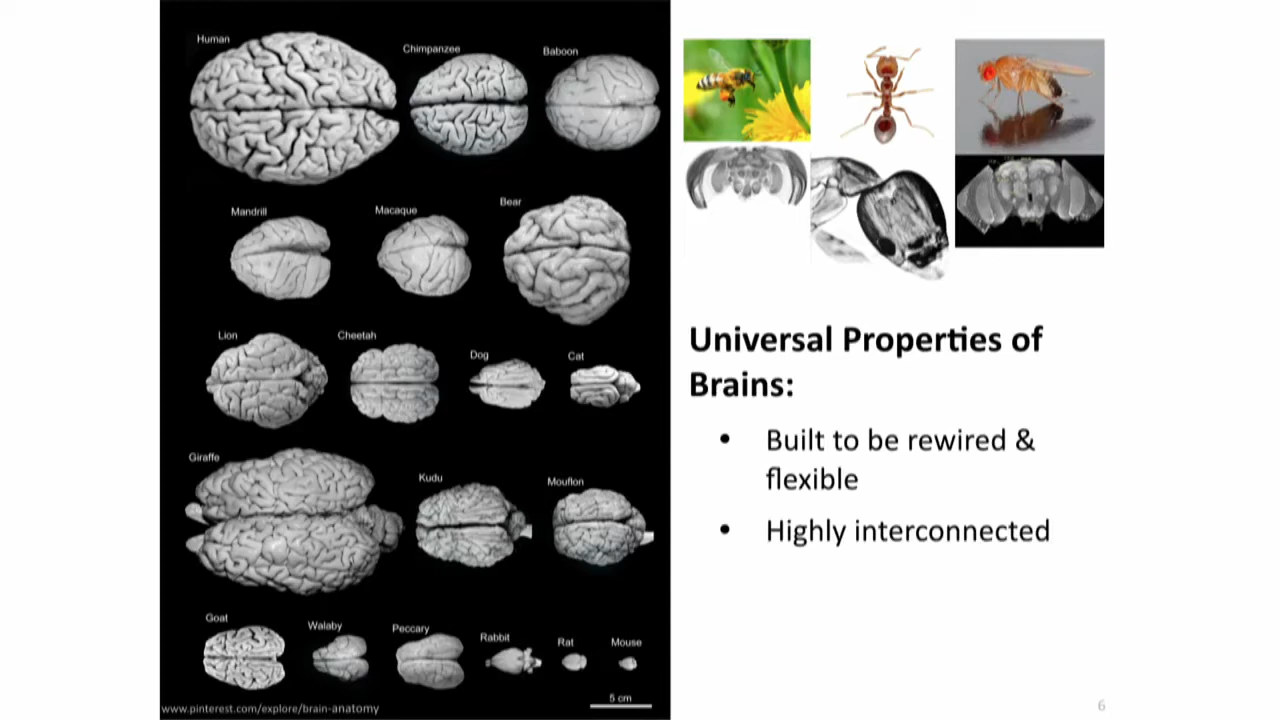 Human
Chimpanzee
Baboon
Mandrill
Macaque
Bear
Lion
Cheetah
Dog
Cat
Giraffe
Kudu
Mouflon
Goat
Walaby
Peccary
Rabbit
Rat
Mouse
5 cm
www.pinterest.com/explore/brain-anatomy
Universal Properties of
Brains:
• Built to be rewired &
flexible
• Highly interconnected
6